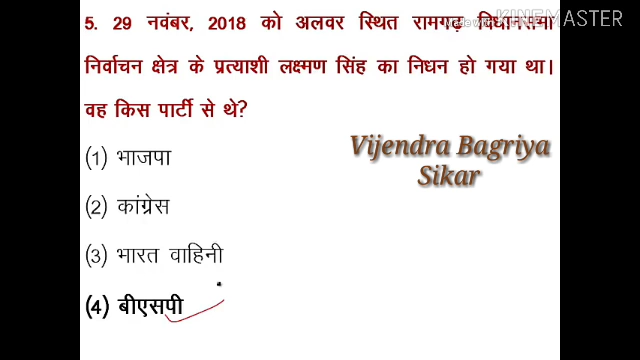 KINEMASTER
5. 29 नवंबर, 2018 को अलवर स्थित रामगढ़ विधानसभा
निर्वाचन क्षेत्र के प्रत्याशी लक्ष्मण सिंह का निधन हो गया था।
वह किस पार्टी से थे?
(1) भाजपा
Vijendra Bagriya
Sikar
(2) कांग्रेस
(3) भारत वाहिनी
(4) बीएसपी